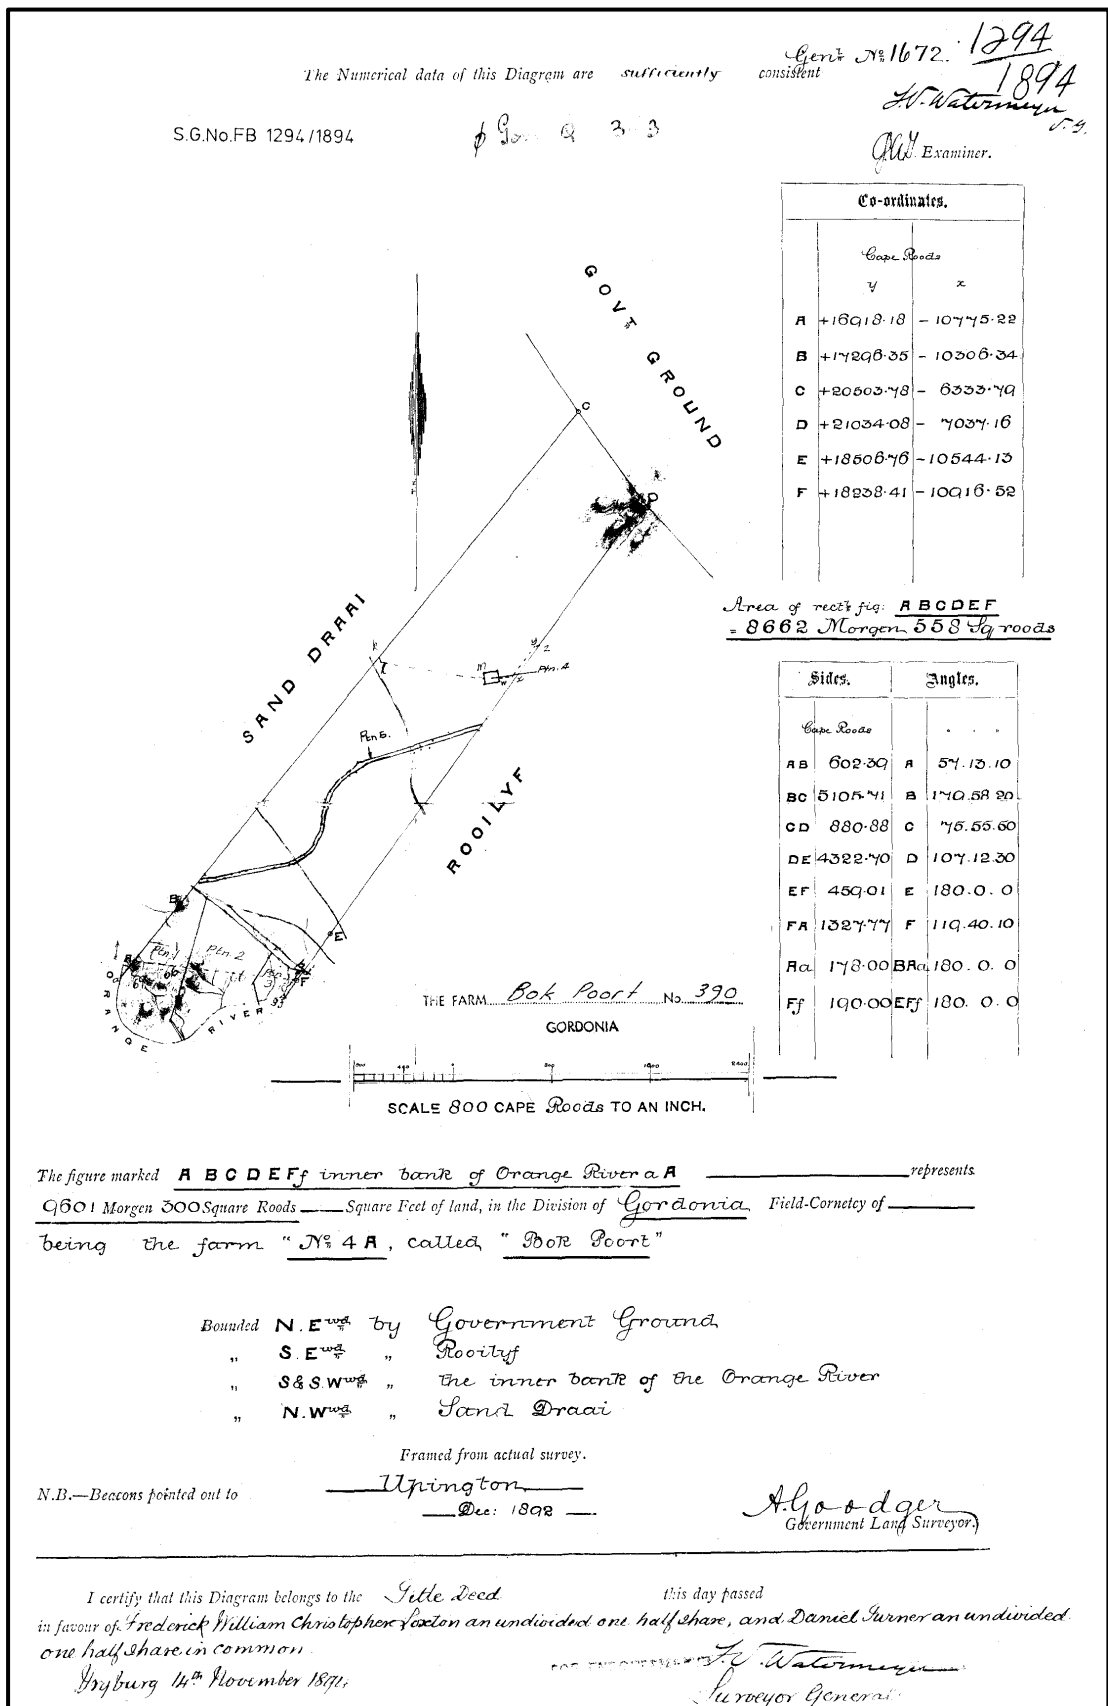 Gent. No 1672. 1294
1894
The Numerical data of this Diagram are sufficiently consistent
F.V. Watermeyer
S.G.
S.G.No.FB 1294/1894
Examiner.
Co-ordinates.
Cape Roods
y x
A +16918.18 - 10775.22
B +17296.35 - 10306.34
C +20503.78 - 6333.79
D +21034.08 - 7037.16
E +18506.76 - 10544.13
F +18238.41 - 10916.52
GOVT GROUND
C
D
Area of rectl fig: ABCDEF
= 8662 Morgen 558 Sq roods
SAND DRAAI
ROOILYF
Ptn. 4
Ptn 5.
m
B
E
F
Ptn. 1
Ptn. 2
ORANGE RIVER
Sides. Angles.
Cape Roods
AB 602.39 A 57.13.10
BC 5105.71 B 179.58.20
CD 880.88 C 75.55.50
DE 4322.70 D 107.12.30
EF 459.01 E 180.0.0
FA 1327.77 F 119.40.10
Aa 178.00 BAa 180.0.0
Ff 190.00 EFf 180.0.0
THE FARM Bok Poort No. 390
GORDONIA
SCALE 800 CAPE Roods TO AN INCH.
The figure marked A B C D E F f inner bank of Orange River a A represents
9601 Morgen 300 Square Roods Square Feet of land, in the Division of Gordonia Field-Cornetcy of
being the farm "No 4 A, called "Bok Poort"
Bounded N.Ewd by Government Ground
" S.Ewd " Rooilyf
" S & S.Wwd " the inner bank of the Orange River
" N.Wwd " Sand Draai
Framed from actual survey.
N.B.—Beacons pointed out to Upington
Dec: 1892
A. Goodger
Government Land Surveyor.
I certify that this Diagram belongs to the Title Deed this day passed
in favour of Frederick William Christopher an undivided one half share, and Daniel Turner an undivided
one half share in common
Vryburg 14th November
F.V. Watermeyer
Surveyor General